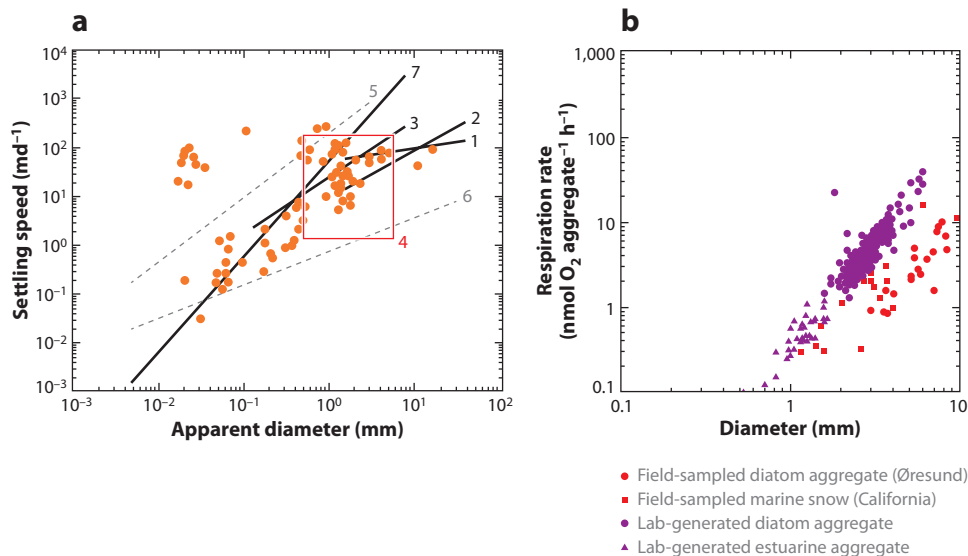 a
10⁴
10³
10²
10¹
10⁰
10⁻¹
10⁻²
10⁻³
Settling speed (md⁻¹)
10⁻³
10⁻²
10⁻¹
10⁰
10¹
10²
Apparent diameter (mm)
7
5
3
2
1
6
4
b
1,000
100
10
1
0.1
Respiration rate
(nmol O₂ aggregate⁻¹ h⁻¹)
0.1
1
10
Diameter (mm)
Field-sampled diatom aggregate (Øresund)
Field-sampled marine snow (California)
Lab-generated diatom aggregate
Lab-generated estuarine aggregate